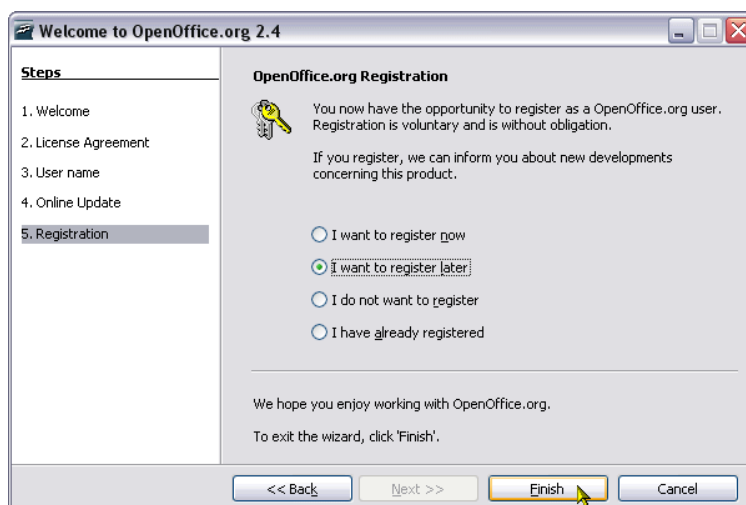 Welcome to OpenOffice.org 2.4
Steps
1. Welcome
2. License Agreement
3. User name
4. Online Update
5. Registration
OpenOffice.org Registration
You now have the opportunity to register as a OpenOffice.org user.
Registration is voluntary and is without obligation.
If you register, we can inform you about new developments
concerning this product.
I want to register now
I want to register later
I do not want to register
I have already registered
We hope you enjoy working with OpenOffice.org.
To exit the wizard, click 'Finish'.
<< Back Next >> Finish Cancel